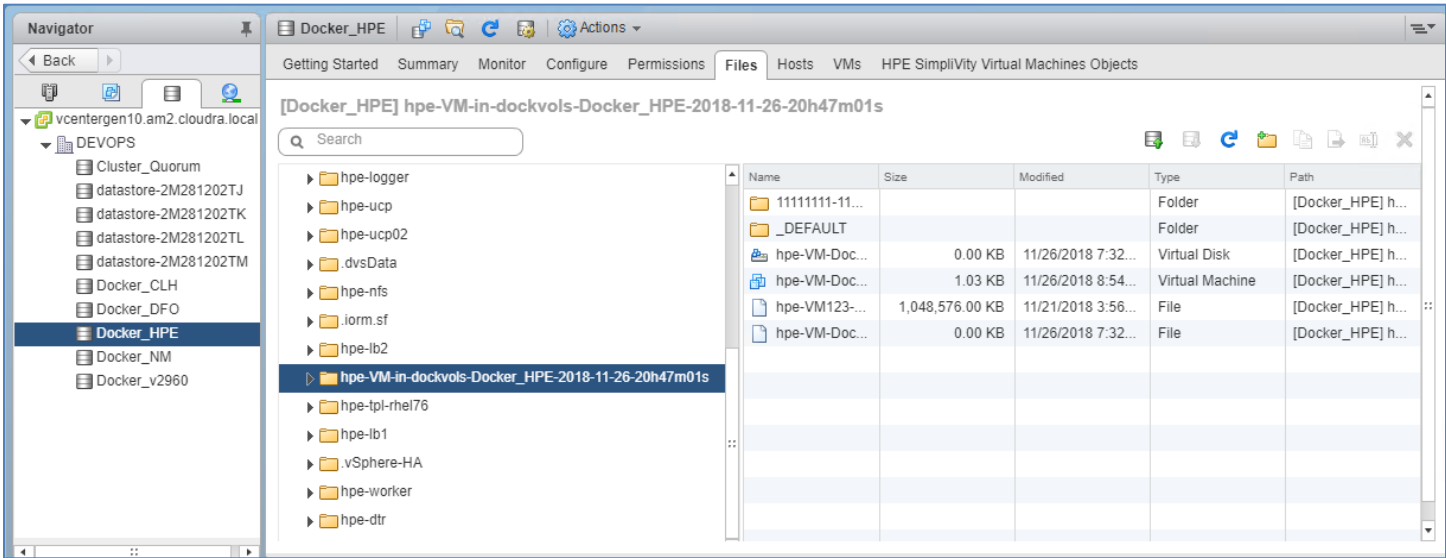 Navigator
Back
vcentergen10.am2.cloudra.local
DEVOPS
Cluster_Quorum
datastore-2M281202TJ
datastore-2M281202TK
datastore-2M281202TL
datastore-2M281202TM
Docker_CLH
Docker_DFO
Docker_HPE
Docker_NM
Docker_v2960
Docker_HPE Actions
Getting Started Summary Monitor Configure Permissions Files Hosts VMs HPE SimpliVity Virtual Machines Objects
[Docker_HPE] hpe-VM-in-dockvols-Docker_HPE-2018-11-26-20h47m01s
Search
hpe-logger
hpe-ucp
hpe-ucp02
.dvsData
hpe-nfs
.iorm.sf
hpe-lb2
hpe-VM-in-dockvols-Docker_HPE-2018-11-26-20h47m01s
hpe-tpl-rhel76
hpe-lb1
.vSphere-HA
hpe-worker
hpe-dtr
Name Size Modified Type Path
11111111-11... Folder [Docker_HPE] h...
_DEFAULT Folder [Docker_HPE] h...
hpe-VM-Doc... 0.00 KB 11/26/2018 7:32... Virtual Disk [Docker_HPE] h...
hpe-VM-Doc... 1.03 KB 11/26/2018 8:54... Virtual Machine [Docker_HPE] h...
hpe-VM123-... 1,048,576.00 KB 11/21/2018 3:56... File [Docker_HPE] h...
hpe-VM-Doc... 0.00 KB 11/26/2018 7:32... File [Docker_HPE] h...